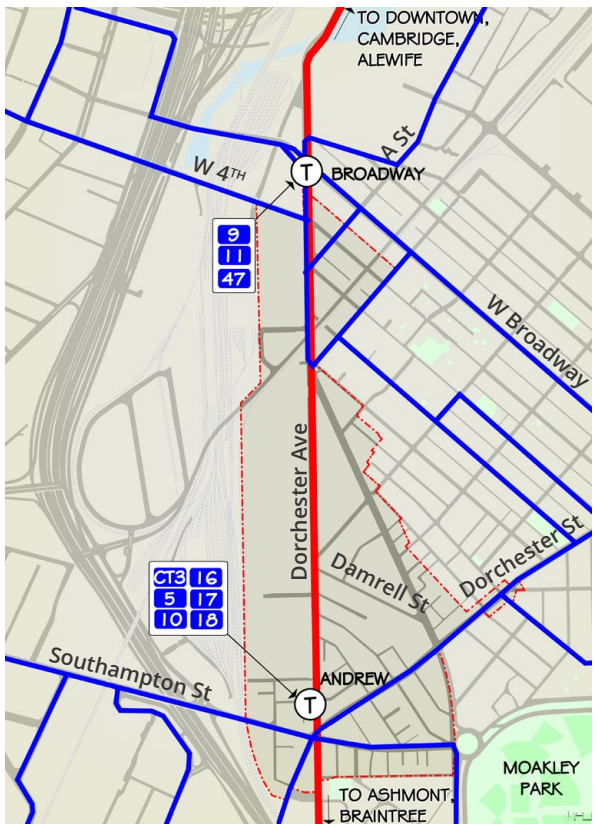 TO DOWNTOWN,
CAMBRIDGE,
ALEWIFE
A St
W 4TH
T
BROADWAY
9
11
47
W Broadway
Dorchester Ave
Dorchester St
Damrell St
CT3 16
5 17
10 18
Southampton St
ANDREW
T
MOAKLEY
PARK
TO ASHMONT,
BRAINTREE